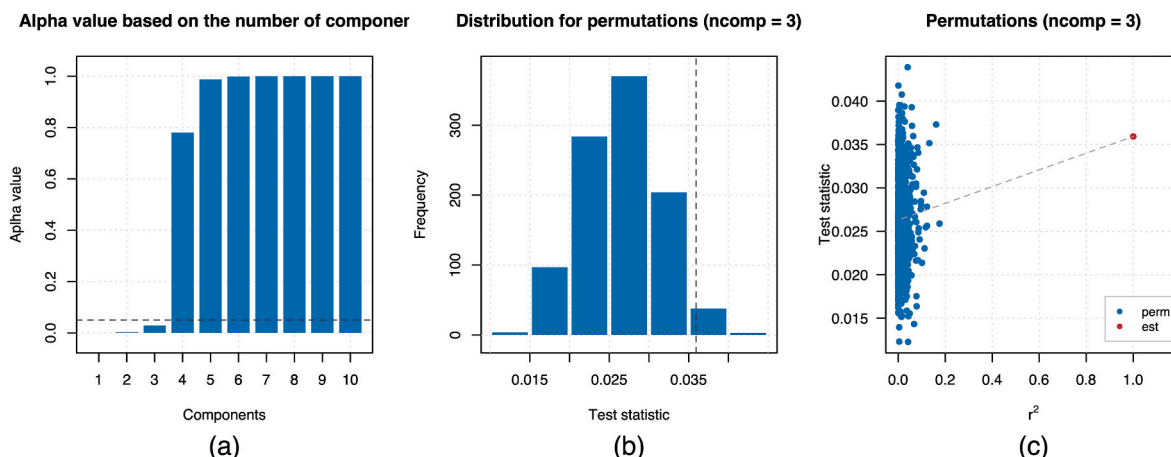 Alpha value based on the number of componer
Aplha value
1.0
0.8
0.6
0.4
0.2
0.0
1 2 3 4 5 6 7 8 9 10
Components
(a)
Distribution for permutations (ncomp = 3)
Frequency
300
200
100
0
0.015 0.025 0.035
Test statistic
(b)
Permutations (ncomp = 3)
Test statistic
0.040
0.035
0.030
0.025
0.020
0.015
perm
est
0.0 0.2 0.4 0.6 0.8 1.0
r²
(c)